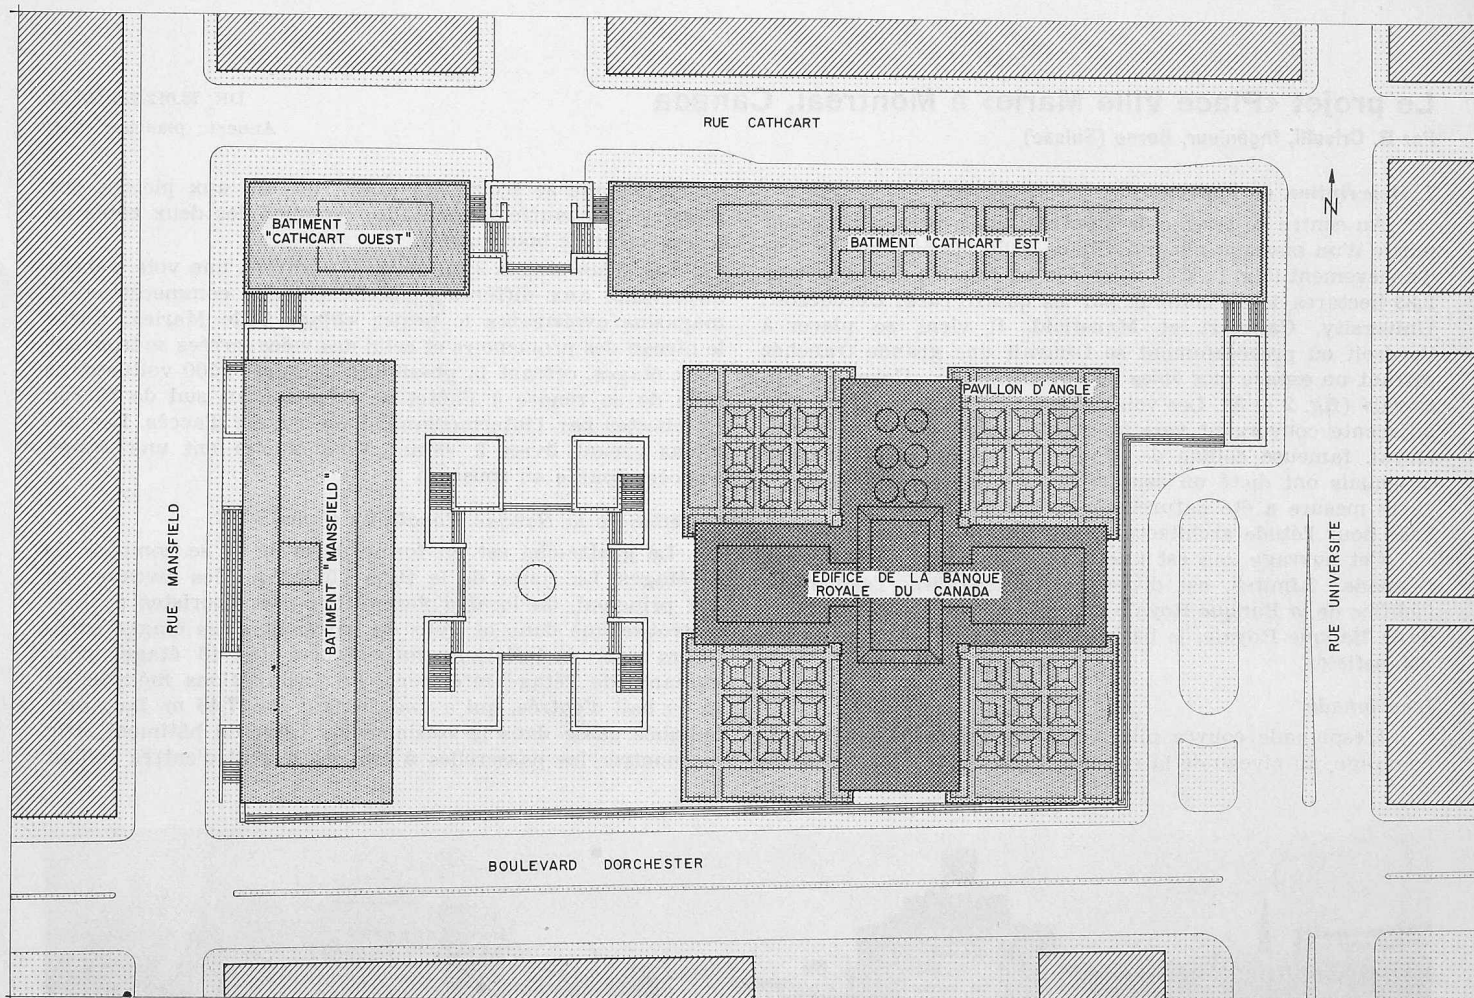 RUE CATHCART
N
BATIMENT
"CATHCART OUEST"
BATIMENT "CATHCART EST"
PAVILLON D'ANGLE
RUE MANSFIELD
BATIMENT "MANSFIELD"
EDIFICE DE LA BANQUE
ROYALE DU CANADA
RUE UNIVERSITE
BOULEVARD DORCHESTER